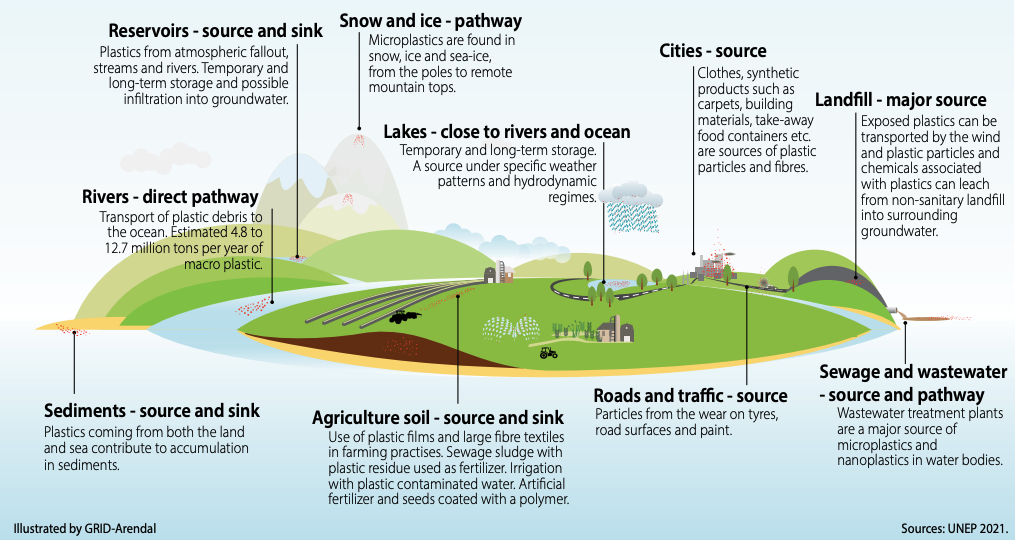 Snow and ice - pathway
Microplastics are found in
snow, ice and sea-ice,
from the poles to remote
mountain tops.
Reservoirs - source and sink
Plastics from atmospheric fallout,
streams and rivers. Temporary and
long-term storage and possible
infiltration into groundwater.
Cities - source
Clothes, synthetic
products such as
carpets, building
materials, take-away
food containers etc.
are sources of plastic
particles and fibres.
Landfill - major source
Exposed plastics can be
transported by the wind
and plastic particles and
chemicals associated
with plastics can leach
from non-sanitary landfill
into surrounding
groundwater.
Lakes - close to rivers and ocean
Temporary and long-term storage.
A source under specific weather
patterns and hydrodynamic
regimes.
Rivers - direct pathway
Transport of plastic debris to
the ocean. Estimated 4.8 to
12.7 million tons per year of
macro plastic.
Sediments - source and sink
Plastics coming from both the land
and sea contribute to accumulation
in sediments.
Agriculture soil - source and sink
Use of plastic films and large fibre textiles
in farming practises. Sewage sludge with
plastic residue used as fertilizer. Irrigation
with plastic contaminated water. Artificial
fertilizer and seeds coated with a polymer.
Roads and traffic - source
Particles from the wear on tyres,
road surfaces and paint.
Sewage and wastewater
- source and pathway
Wastewater treatment plants
are a major source of
microplastics and
nanoplastics in water bodies.
Illustrated by GRID-Arendal
Sources: UNEP 2021.